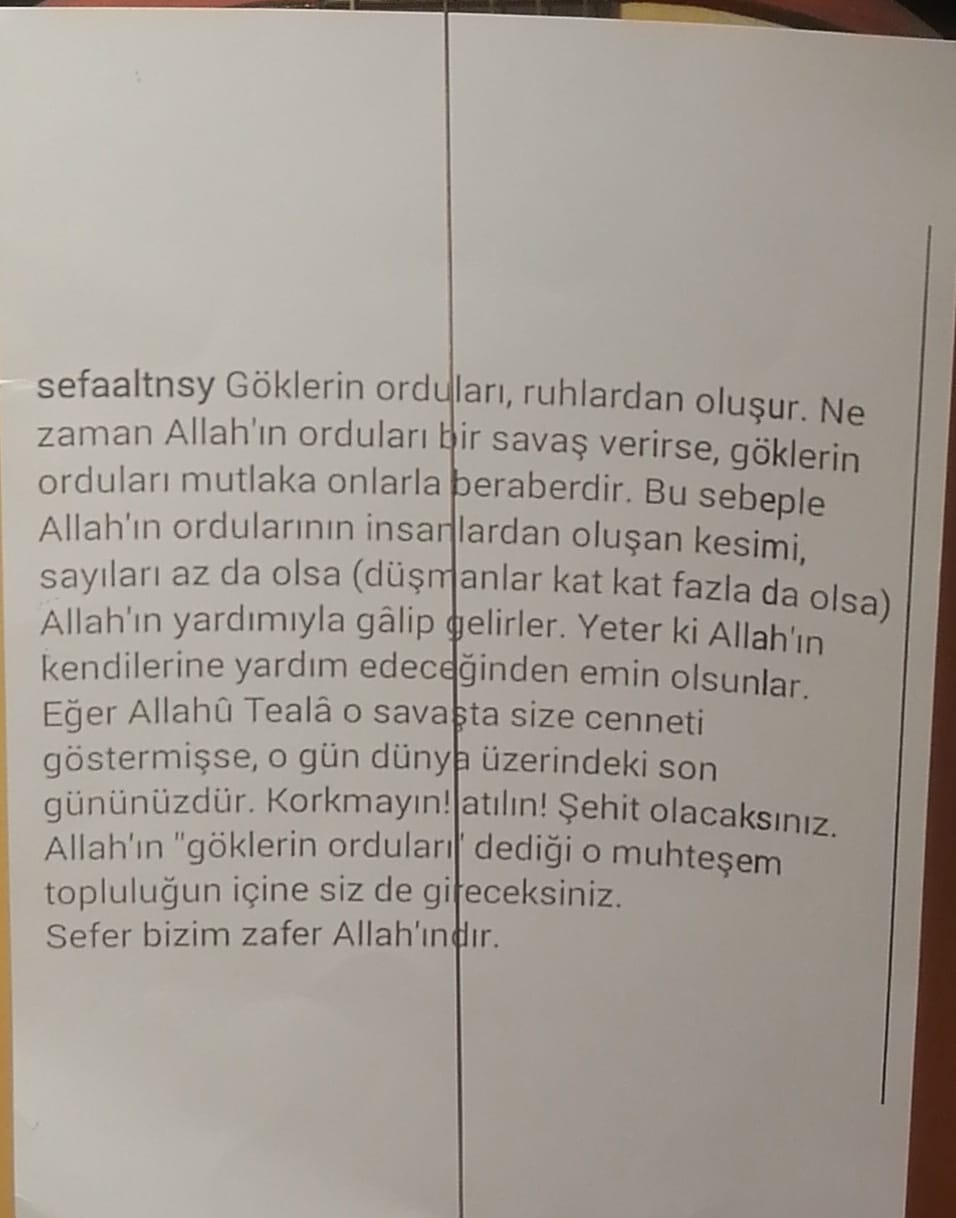 sefaaltnsy Göklerin orduları, ruhlardan oluşur. Ne
zaman Allah'ın orduları bir savaş verirse, göklerin
orduları mutlaka onlarla beraberdir. Bu sebeple
Allah'ın ordularının insanlardan oluşan kesimi,
sayıları az da olsa (düşmanlar kat kat fazla da olsa)
Allah'ın yardımıyla gâlip gelirler. Yeter ki Allah'ın
kendilerine yardım edeceğinden emin olsunlar.
Eğer Allahû Tealâ o savaşta size cenneti
göstermişse, o gün dünya üzerindeki son
gününüzdür. Korkmayın! atılın! Şehit olacaksınız.
Allah'ın "göklerin orduları" dediği o muhteşem
topluluğun içine siz de gireceksiniz.
Sefer bizim zafer Allah'ındır.